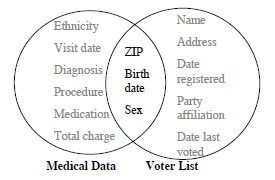 Ethnicity
Visit date
Diagnosis
Procedure
Medication
Total charge
ZIP
Birth
date
Sex
Name
Address
Date
registered
Party
affiliation
Date last
voted
Medical Data
Voter List